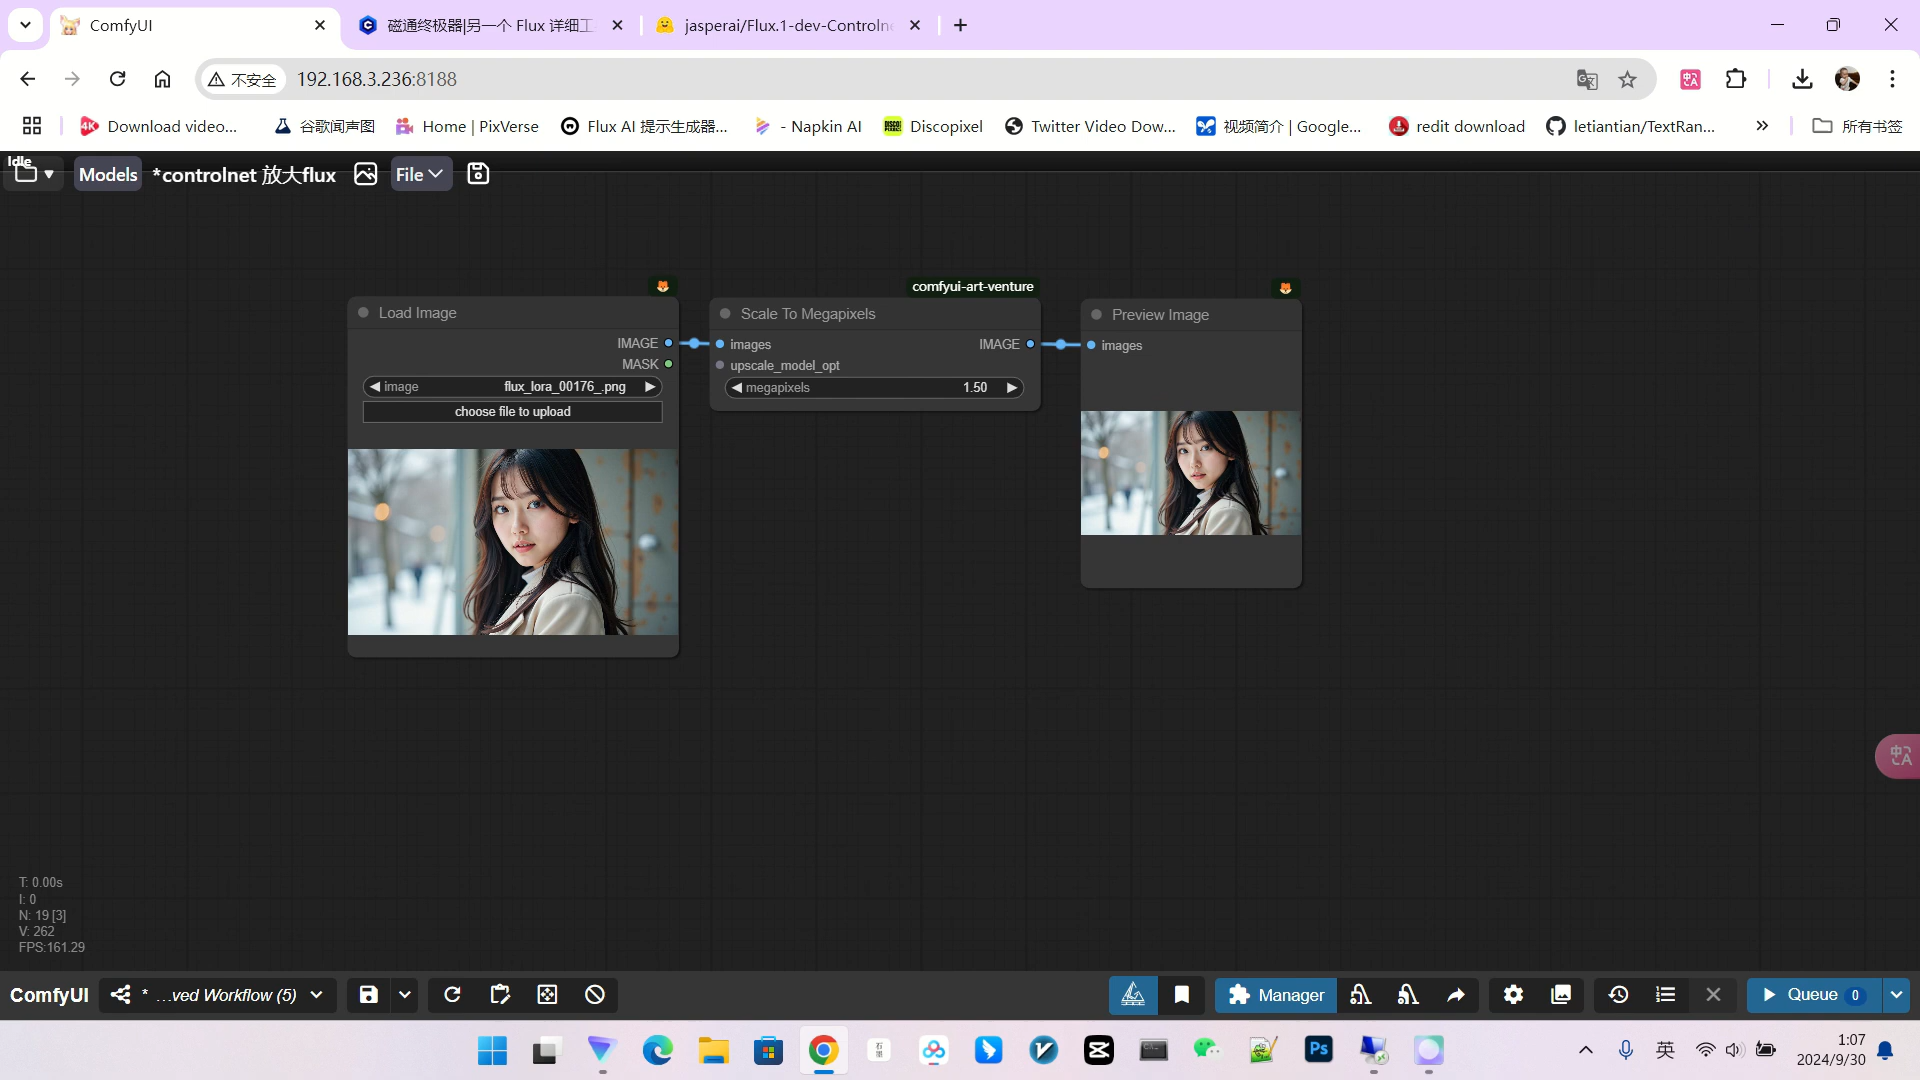 ComfyUI
磁通终极器|另一个 Flux 详细工
jasperai/Flux.1-dev-Controlne
不安全
192.168.3.236:8188
Download video...
谷歌闻声图
Home | PixVerse
Flux AI 提示生成器...
- Napkin AI
Discopixel
Twitter Video Dow...
视频简介 | Google...
redit download
letiantian/TextRan...
所有书签
Idle
Models
*controlnet 放大flux
File
comfyui-art-venture
Load Image
Scale To Megapixels
Preview Image
IMAGE
images
IMAGE
images
MASK
upscale_model_opt
image
flux_lora_00176_.png
megapixels
1.50
choose file to upload
T: 0.00s
I: 0
N: 19 [3]
V: 262
FPS:161.29
ComfyUI
* ...ved Workflow (5)
Manager
Queue 0
Ps
英
1:07
2024/9/30